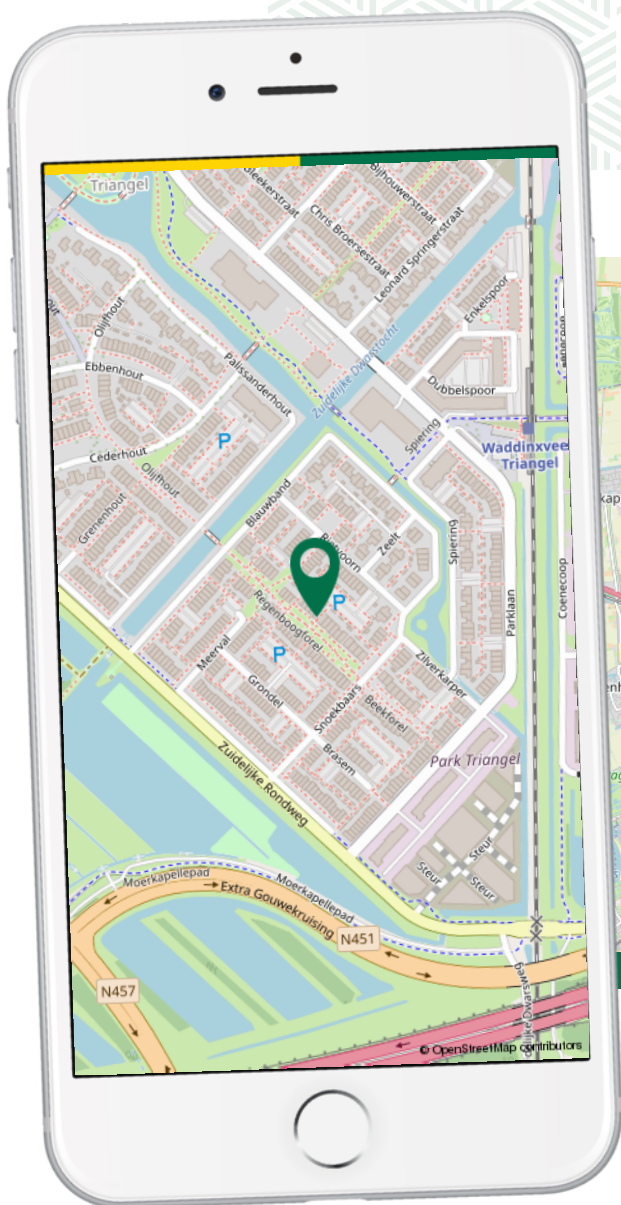 Triangel
Bleekerstraat
Bijhouwerstraat
Chris Broersestraat
Leonard Springerstraat
Enkelspoor
Olijfhout
Ebbenhout
Palissanderhout
Zuidelijke Dwarstocht
Dubbelspoor
P
Spiering
Waddinxvee
Triangel
Cederhout
Olijfhout
Grenenhout
Blauwband
Zeelt
Spiering
Parklaan
Coenecoop
P
Regenboogforel
Meerval
P
Grondel
Snoekbaars
Beekforel
Zilverkarper
Brasem
Park Triangel
Zuidelijke Rondweg
Steur
Steur
Steur
Moerkapellepad
Moerkapellepad
Extra Gouwekruising
N451
N457
© OpenStreetMap contributors